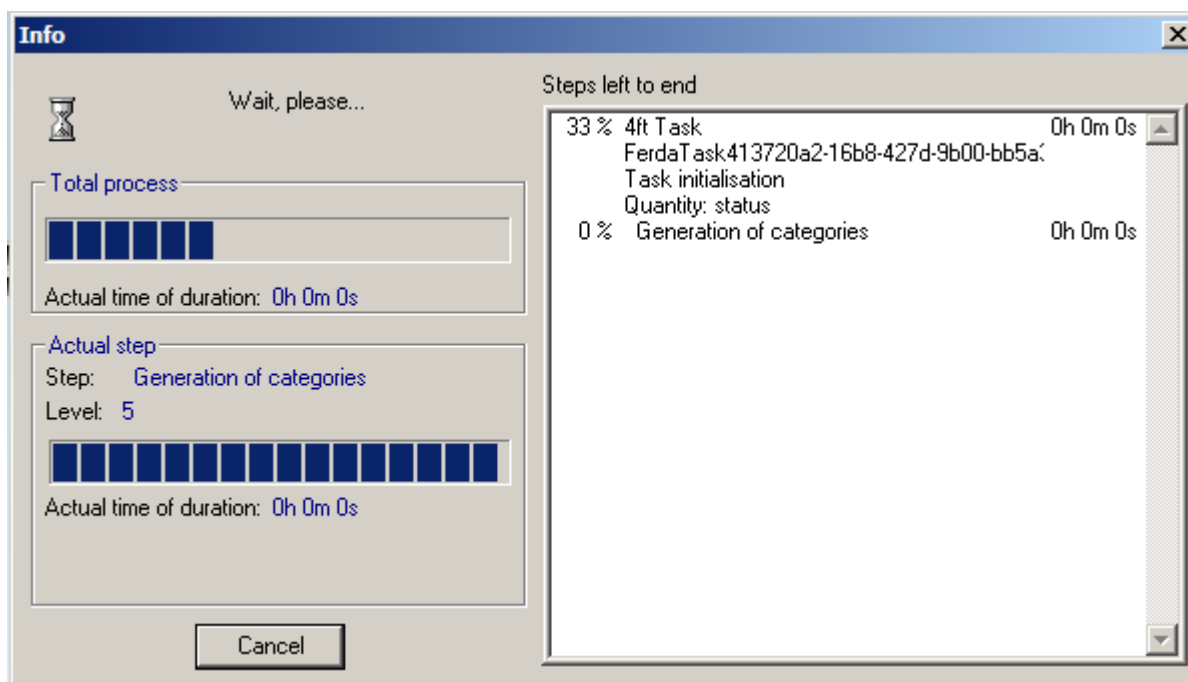 Info
Wait, please...
Total process
Actual time of duration: 0h 0m 0s
Actual step
Step: Generation of categories
Level: 5
Actual time of duration: 0h 0m 0s
Cancel
Steps left to end
33 % 4ft Task 0h 0m 0s
FerdaTask413720a2-16b8-427d-9b00-bb5a
Task initialisation
Quantity: status
0 % Generation of categories 0h 0m 0s